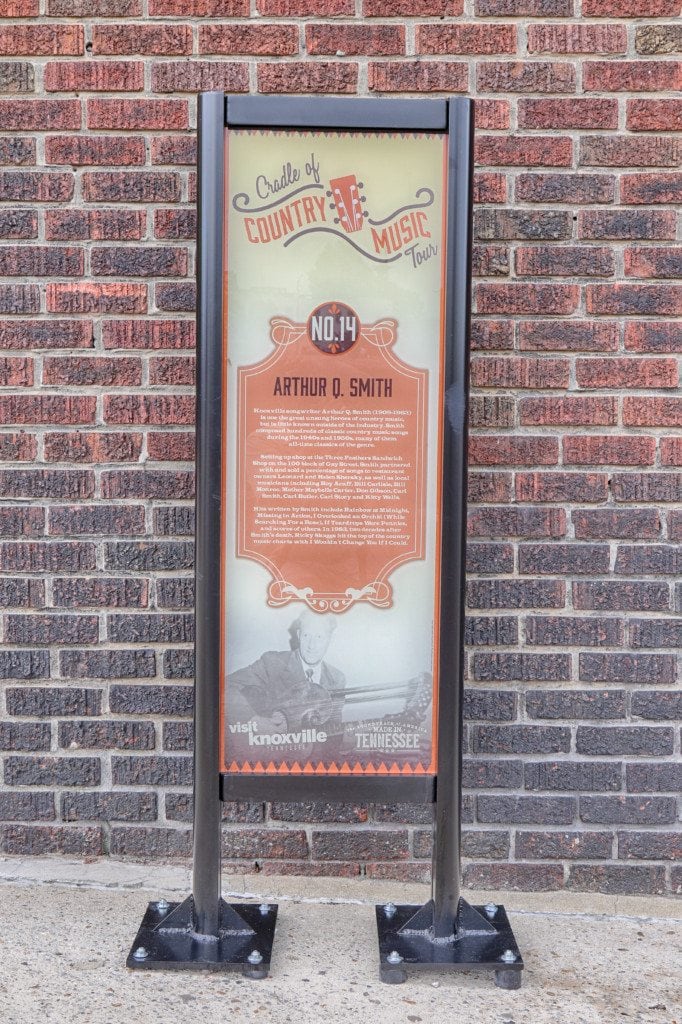 Cradle of
COUNTRY
MUSIC
Tour
NO.14
ARTHUR Q. SMITH
Knoxville songwriter Arthur Q. Smith (1909-1963)
is one the great unsung heroes of country music,
but is little known outside of the industry. Smith
composed hundreds of classic country music songs
during the 1940s and 1950s, many of them
all-time classics of the genre.
Setting up shop at the Three Feathers Sandwich
Shop on the 100 block of Gay Street, Smith partnered
with and sold a percentage of songs to restaurant
owners Leonard and Helen Sharsky, as well as local
musicians including Roy Acuff, Bill Carlisle, Bill
Monroe, Mother Maybelle Carter, Don Gibson, Carl
Smith, Carl Butler, Carl Story and Kitty Wells.
Hits written by Smith include Rainbow at Midnight,
Missing in Action, I Overlooked an Orchid (While
Searching For a Rose), If Teardrops Were Pennies,
and scores of others. In 1983, two decades after
Smith's death, Ricky Skaggs hit the top of the country
music charts with I Wouldn't Change You If I Could.
visit
knoxville
TENNESSEE
THE SOUNDTRACK OF AMERICA
MADE IN
TENNESSEE